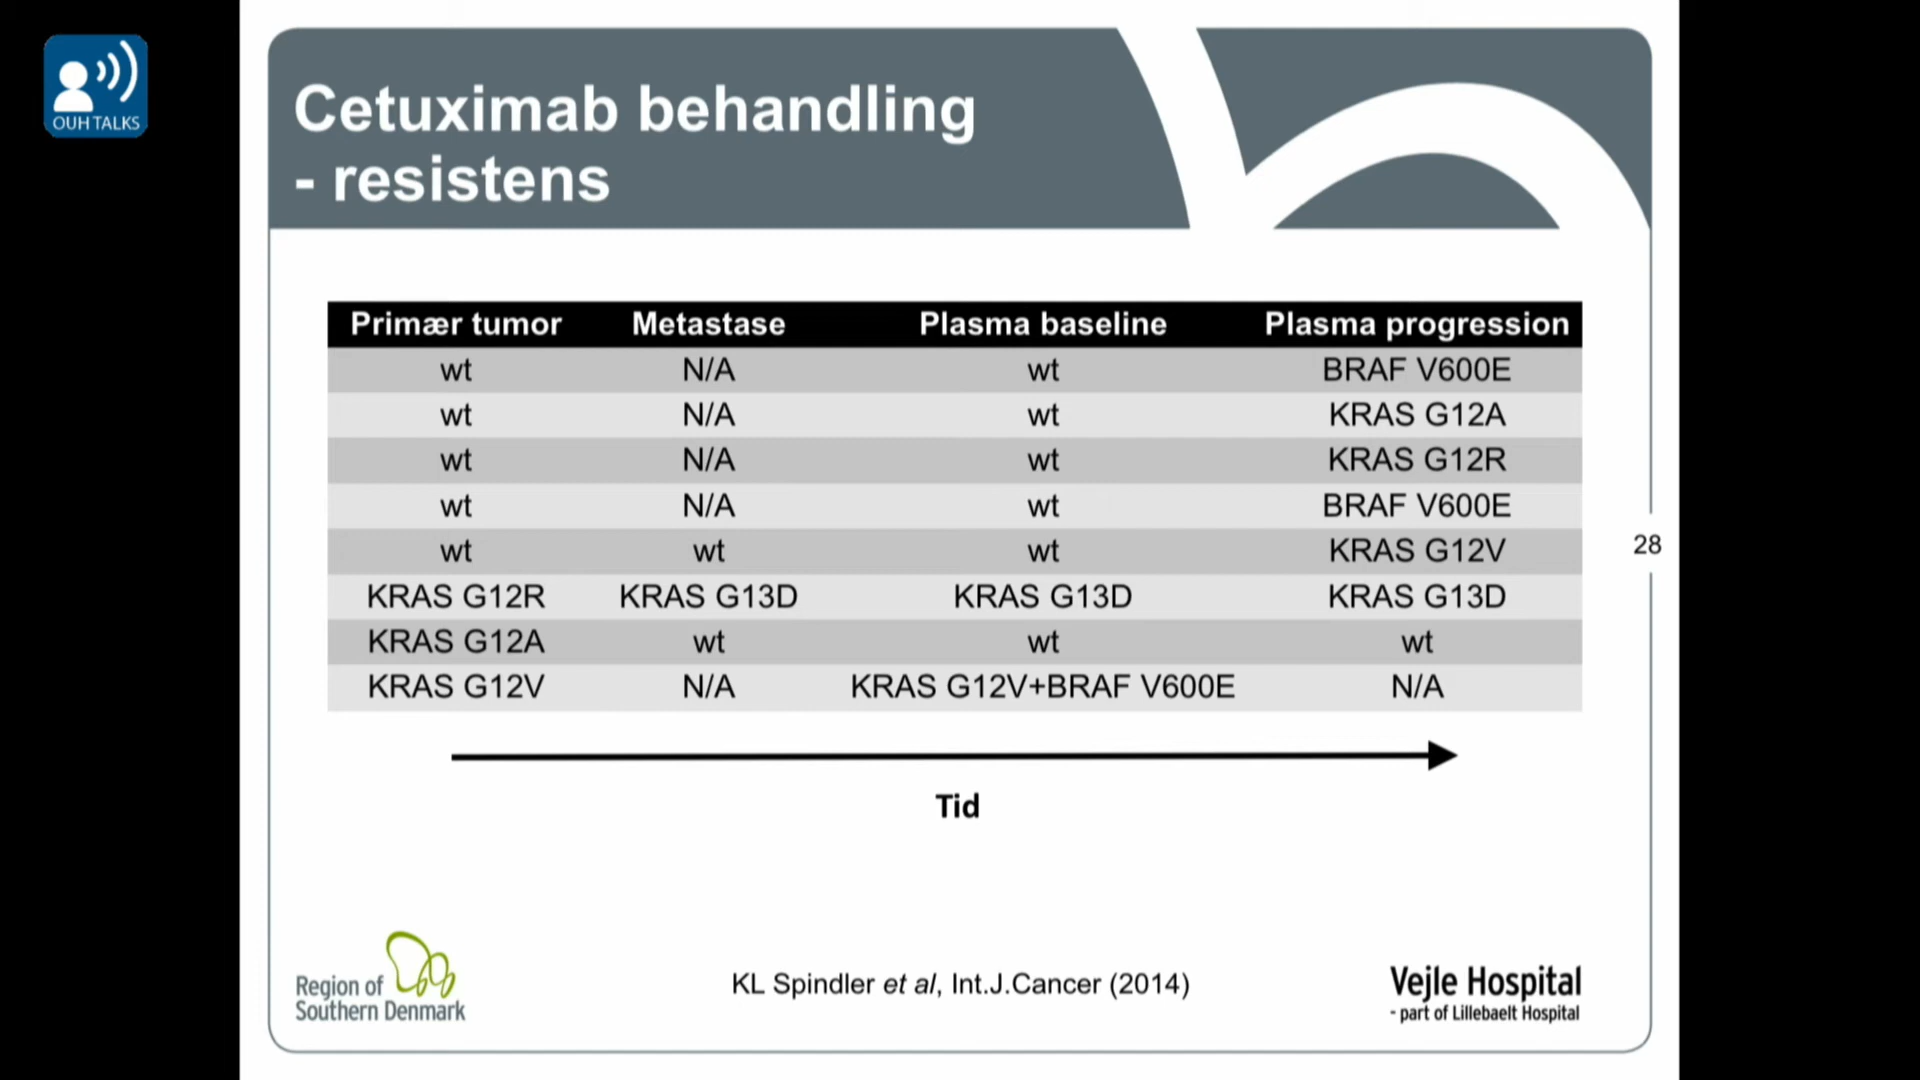 OUH TALKS
Cetuximab behandling
- resistens
Primær tumor Metastase Plasma baseline Plasma progression
wt N/A wt BRAF V600E
wt N/A wt KRAS G12A
wt N/A wt KRAS G12R
wt N/A wt BRAF V600E
wt wt wt KRAS G12V
KRAS G12R KRAS G13D KRAS G13D KRAS G13D
KRAS G12A wt wt wt
KRAS G12V N/A KRAS G12V+BRAF V600E N/A
28
Tid
Region of
Southern Denmark
KL Spindler et al, Int.J.Cancer (2014)
Vejle Hospital
- part of Lillebaelt Hospital